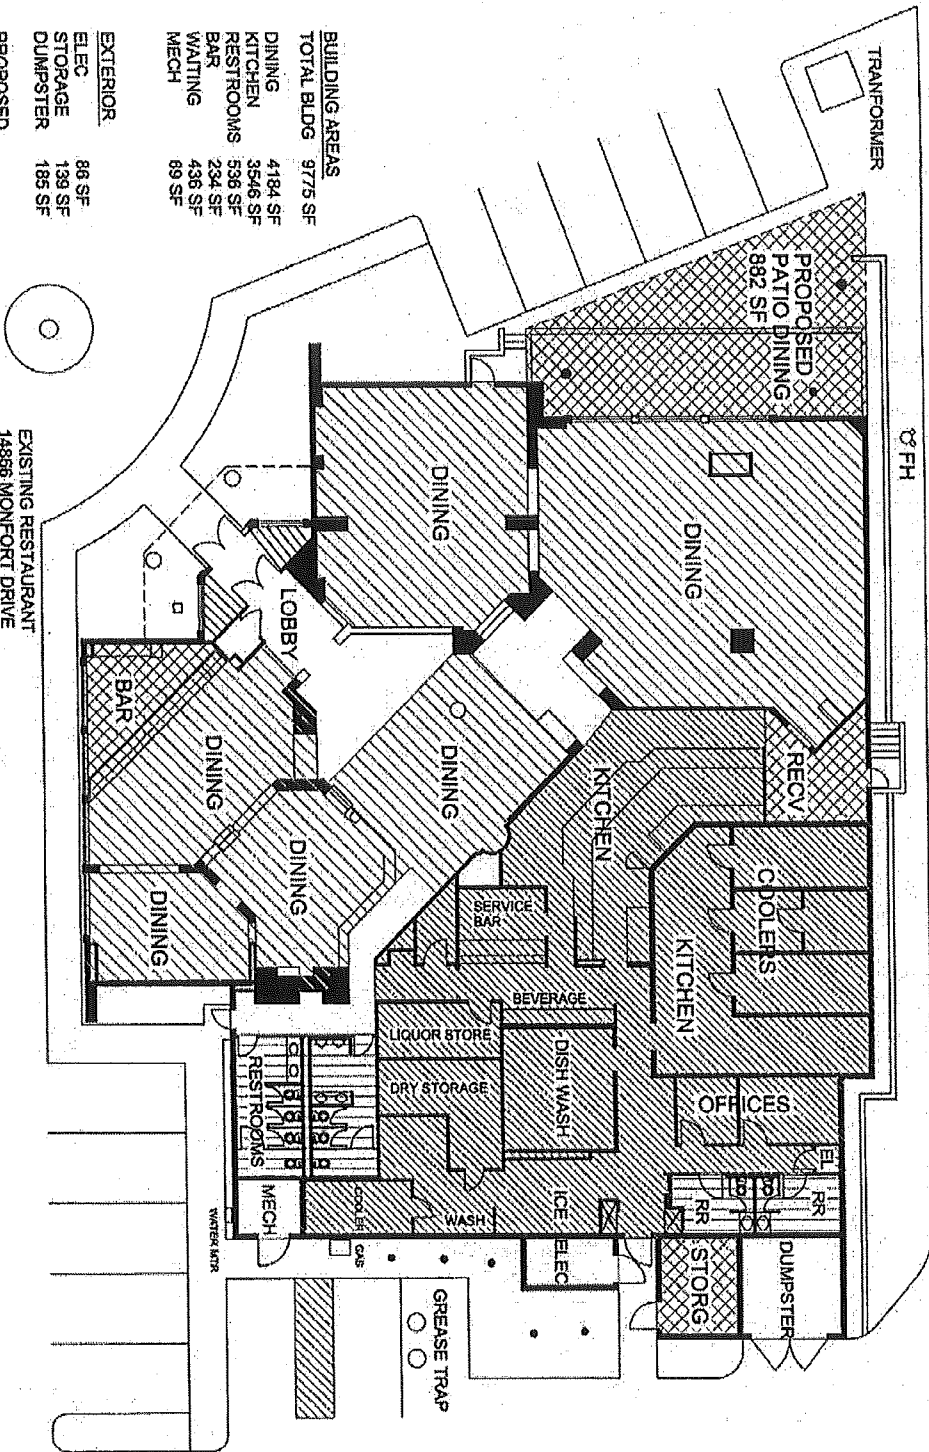 TRANFORMER
FH
PROPOSED
PATIO DINING
882 SF
DINING
DINING
RECV
COOLERS
KITCHEN
KITCHEN
OFFICES
EL
RR
RR
DUMPSTER
STORG
LOBBY
DINING
SERVICE
BAR
BEVERAGE
LIQUOR STORE
DISH WASH
DRY STORAGE
ICE
ELEC
WASH
COOLER
GAS
BAR
DINING
DINING
DINING
RESTROOMS
MECH
WATER MTR
GREASE TRAP
BUILDING AREAS
TOTAL BLDG 9775 SF
DINING 4184 SF
KITCHEN 3546 SF
RESTROOMS 536 SF
BAR 234 SF
WAITING 436 SF
MECH 69 SF
EXTERIOR
ELEC 86 SF
STORAGE 139 SF
DUMPSTER 185 SF
PROPOSED
EXISTING RESTAURANT
14866 MONFORT DRIVE